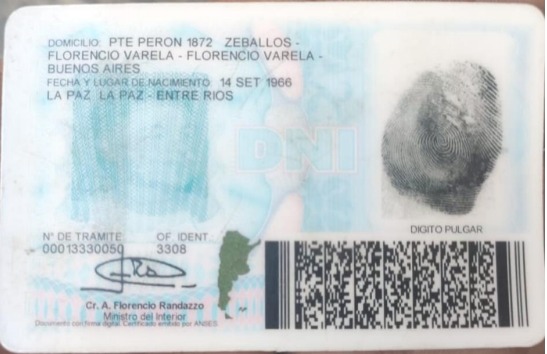 DOMICILIO: PTE PERON 1872 ZEBALLOS -
FLORENCIO VARELA - FLORENCIO VARELA -
BUENOS AIRES
FECHA Y LUGAR DE NACIMIENTO: 14 SET 1966
LA PAZ LA PAZ - ENTRE RIOS
DNI
DIGITO PULGAR
N° DE TRAMITE OF IDENT.
00013330050 3308
Cr. A. Florencio Randazzo
Ministro del Interior
Documento con firma digital. Certificado emitido por ANSES